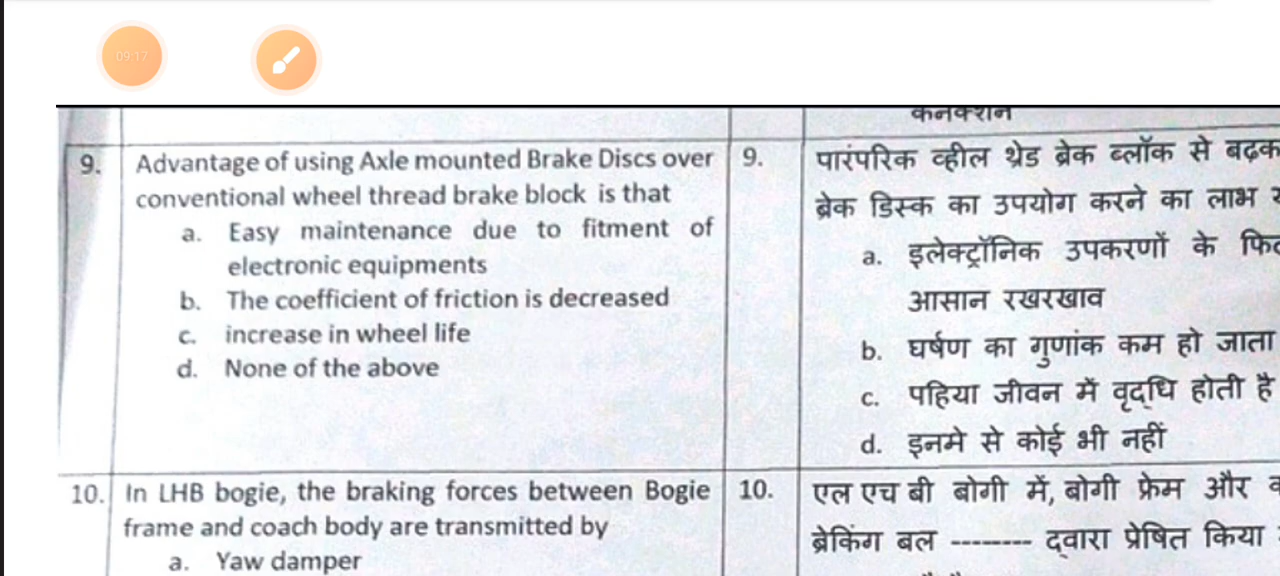 09:17
कनेक्शन
9. Advantage of using Axle mounted Brake Discs over
conventional wheel thread brake block is that
a. Easy maintenance due to fitment of
electronic equipments
b. The coefficient of friction is decreased
c. increase in wheel life
d. None of the above
9. पारंपरिक व्हील थ्रेड ब्रेक ब्लॉक से
ब्रेक डिस्क का उपयोग करने का लाभ
a. इलेक्ट्रॉनिक उपकरणों के
आसान रखरखाव
b. घर्षण का गुणांक कम हो जाता
c. पहिया जीवन में वृद्धि होती है
d. इनमे से कोई भी नहीं
10. In LHB bogie, the braking forces between Bogie
frame and coach body are transmitted by
a. Yaw damper
10. एल एच बी बोगी में, बोगी फ्रेम और
ब्रेकिंग बल -------- द्वारा प्रेषित किया